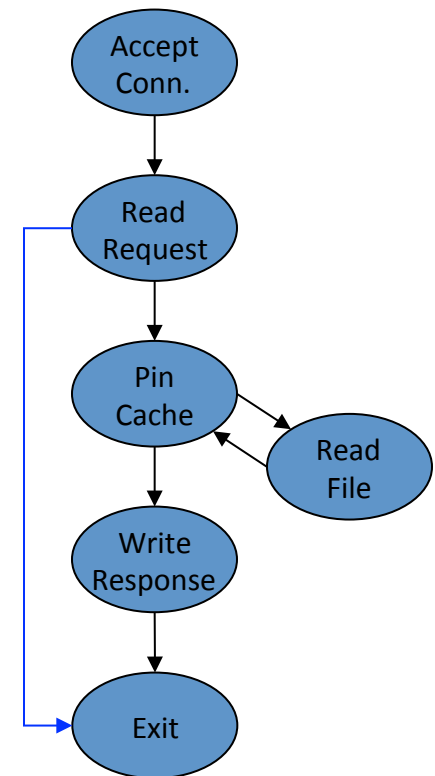 Accept
Conn.
Read
Request
Pin
Cache
Read
File
Write
Response
Exit